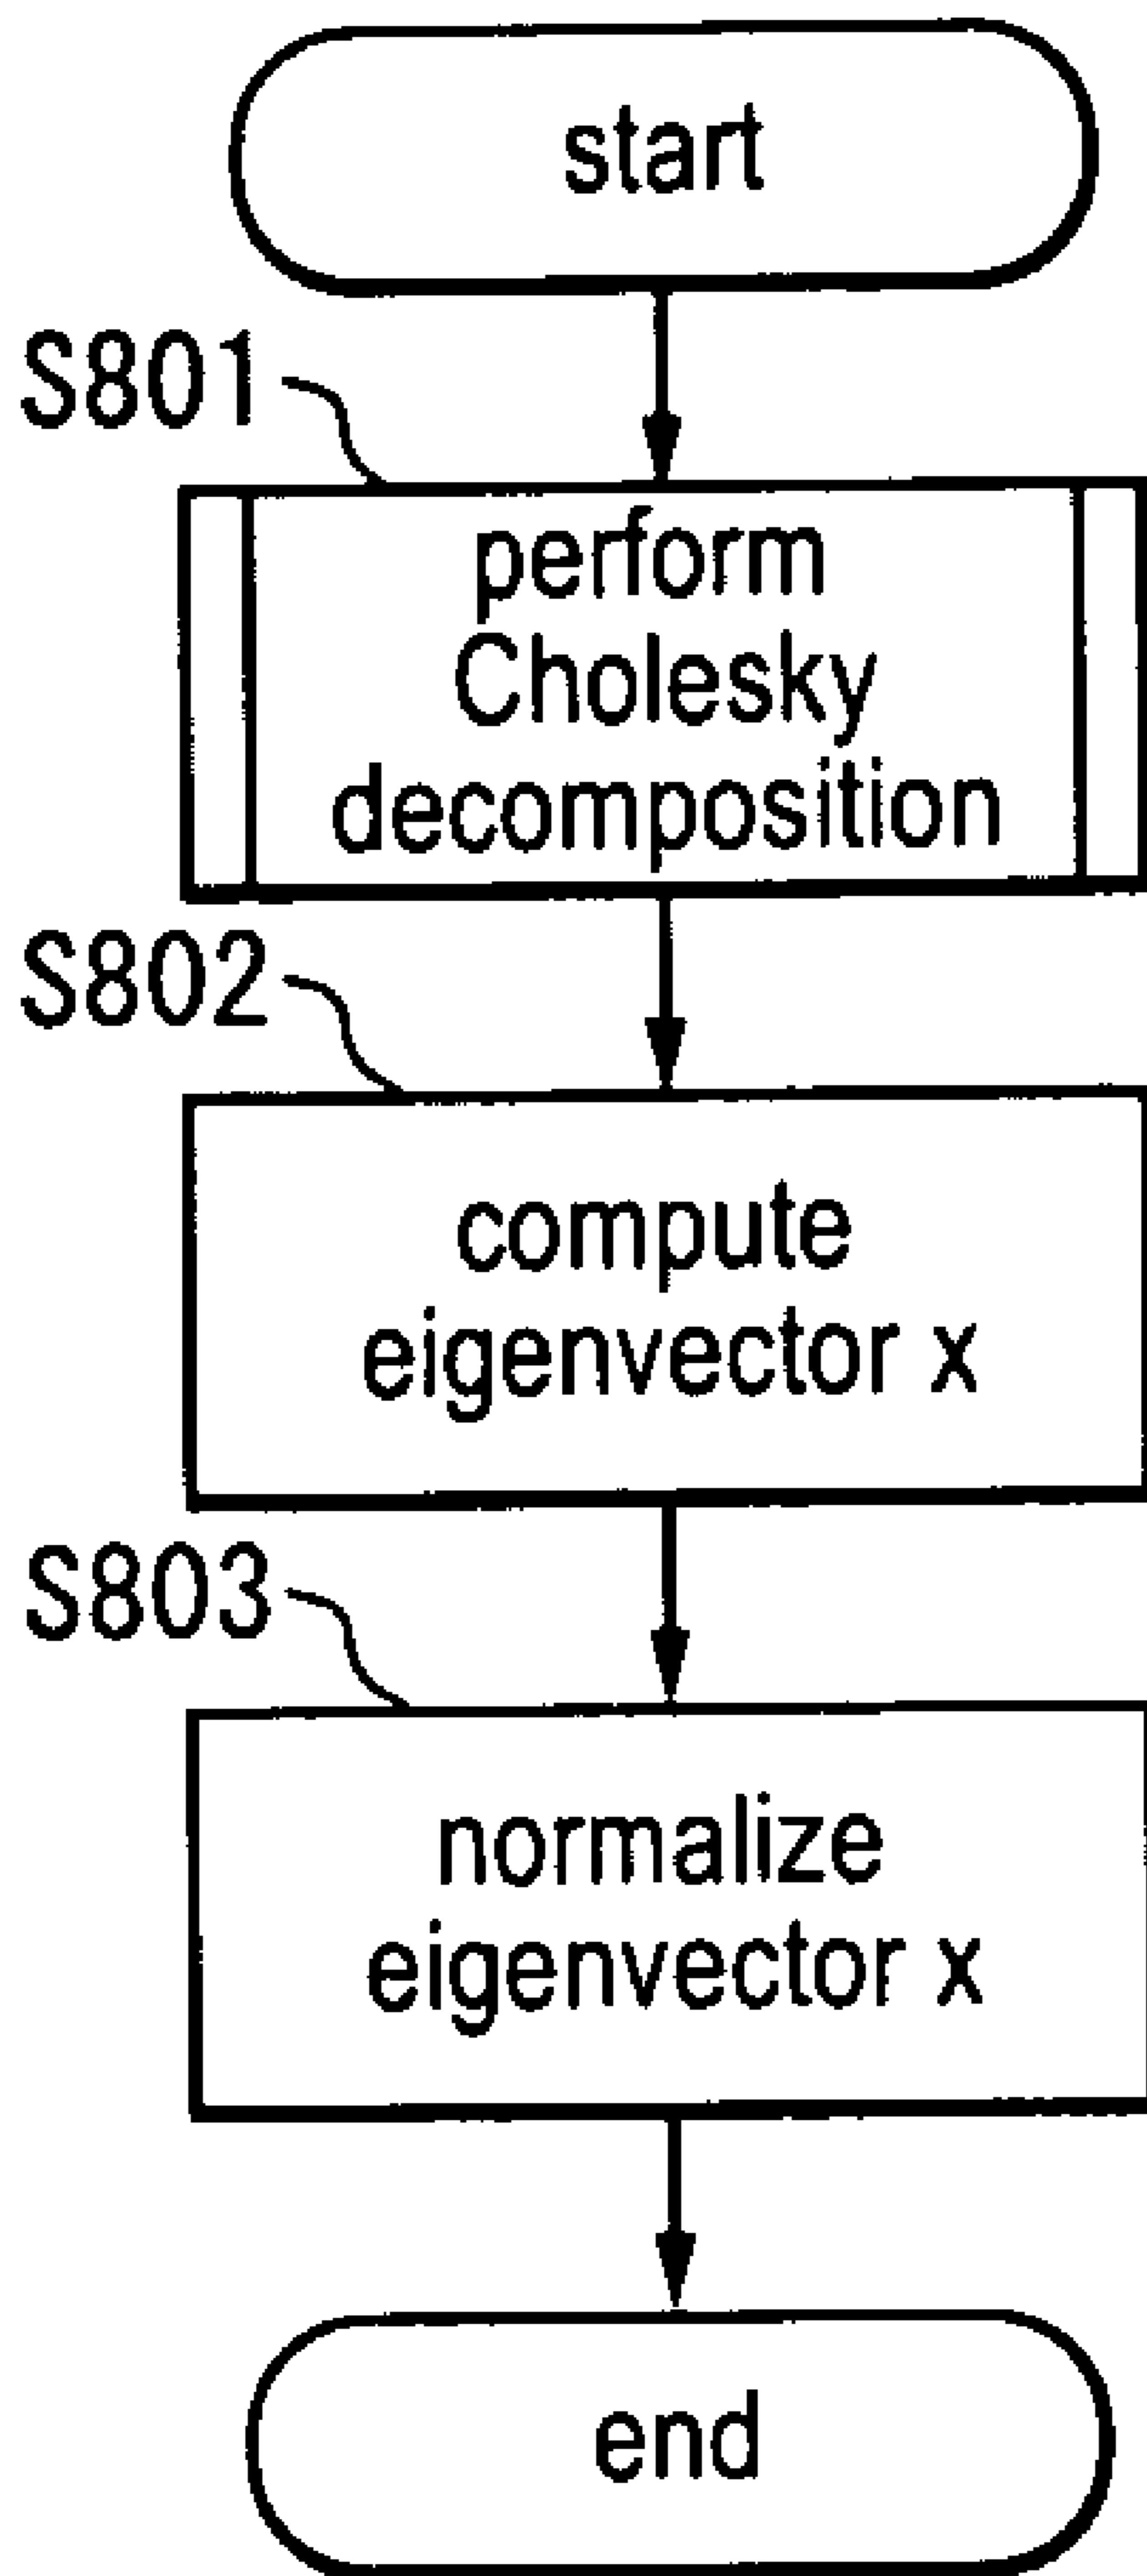 start
S801
perform
Cholesky
decomposition
S802
compute
eigenvector x
S803
normalize
eigenvector x
end